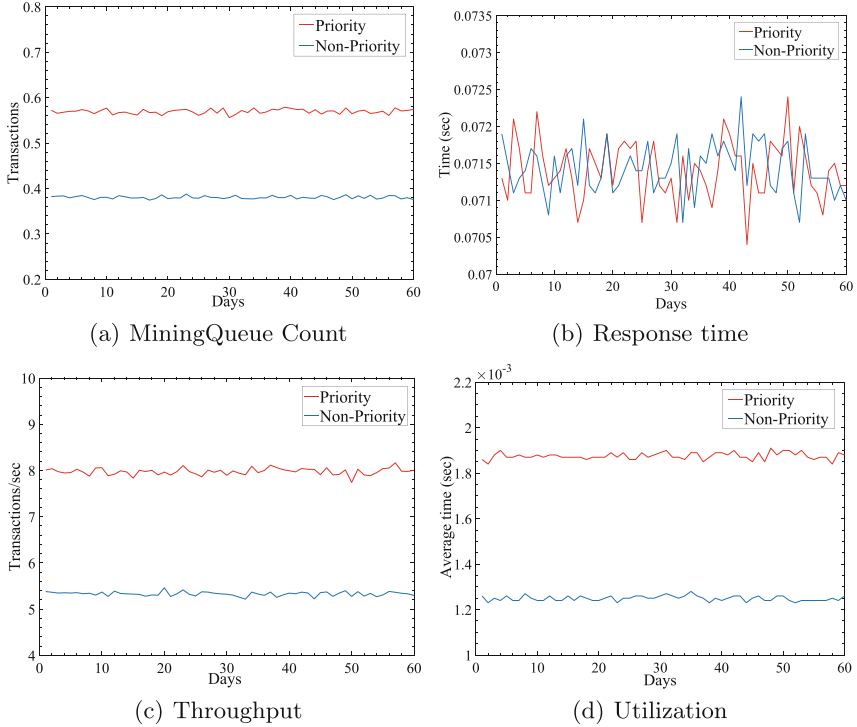 0.8
0.7
0.6
0.5
0.4
0.3
0.2
Transactions
Priority
Non-Priority
0 10 20 30 40 50 60
Days
(a) MiningQueue Count
0.0735
0.073
0.0725
0.072
0.0715
0.071
0.0705
0.07
Time (sec)
Priority
Non-Priority
0 10 20 30 40 50 60
Days
(b) Response time
10
9
8
7
6
5
4
Transactions/sec
Priority
Non-Priority
0 10 20 30 40 50 60
Days
(c) Throughput
×10⁻³
2.2
2
1.8
1.6
1.4
1.2
1
Average time (sec)
Priority
Non-Priority
0 10 20 30 40 50 60
Days
(d) Utilization